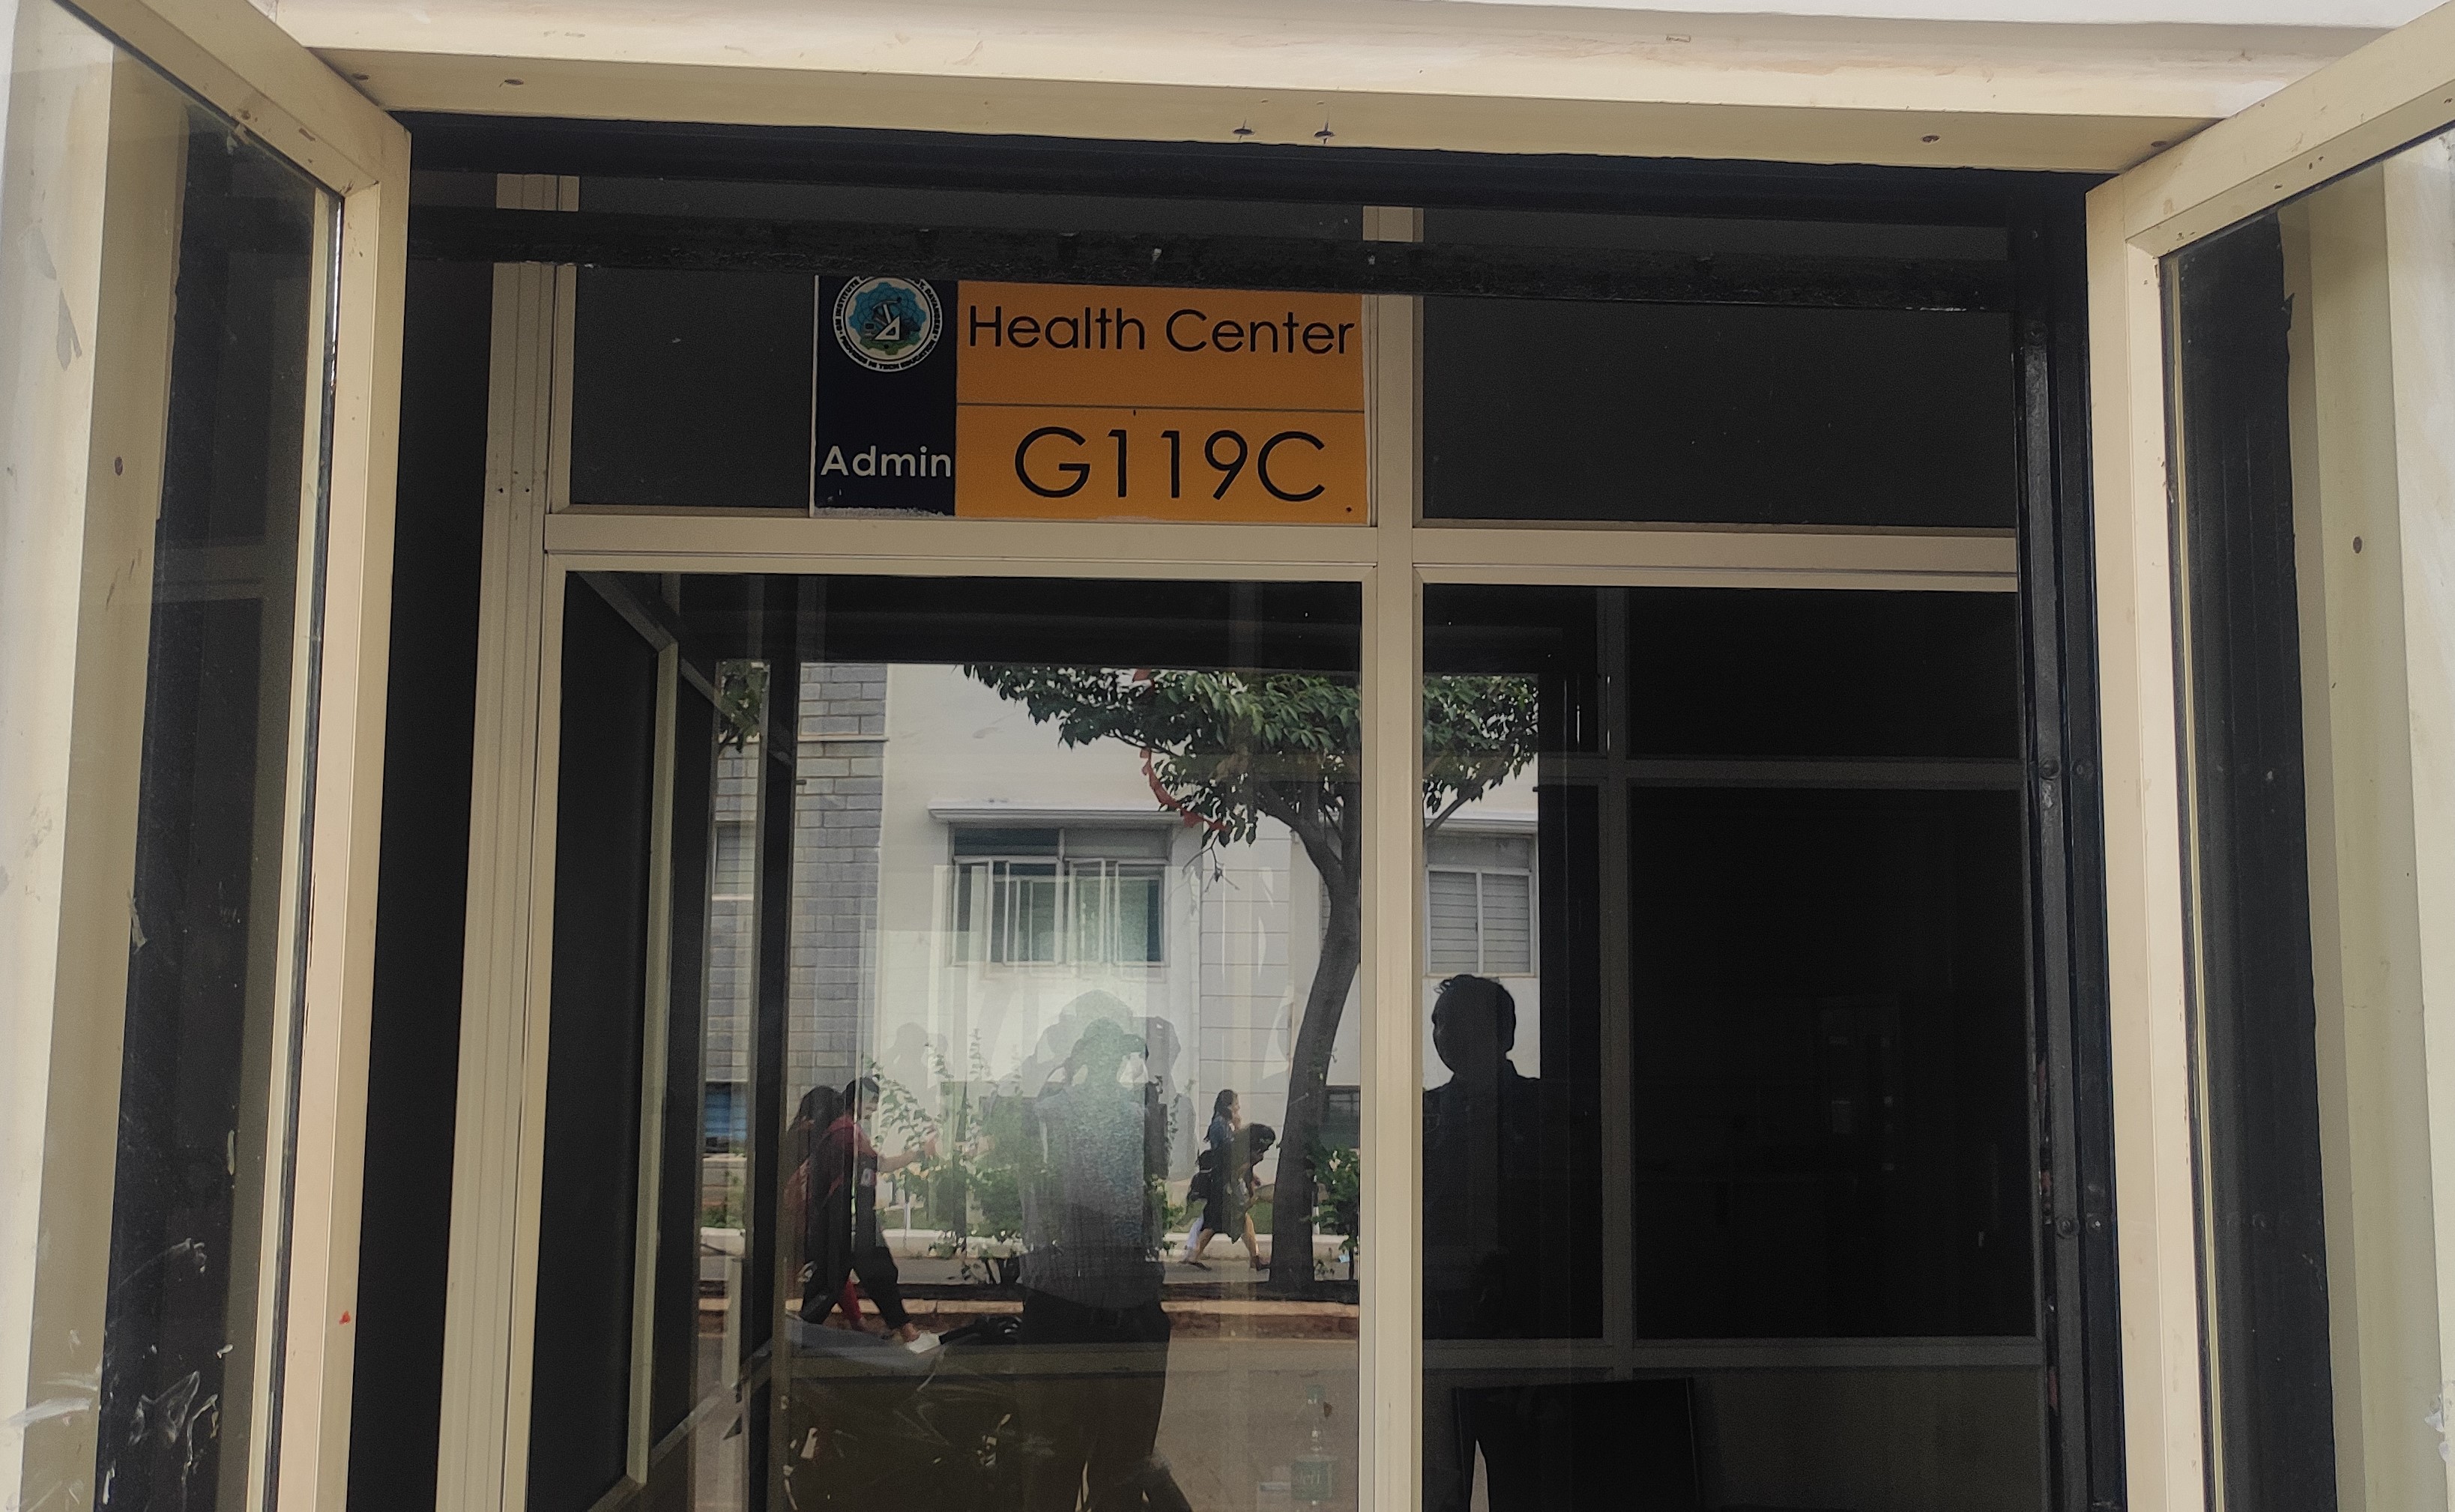 Health Center
Admin
G119C